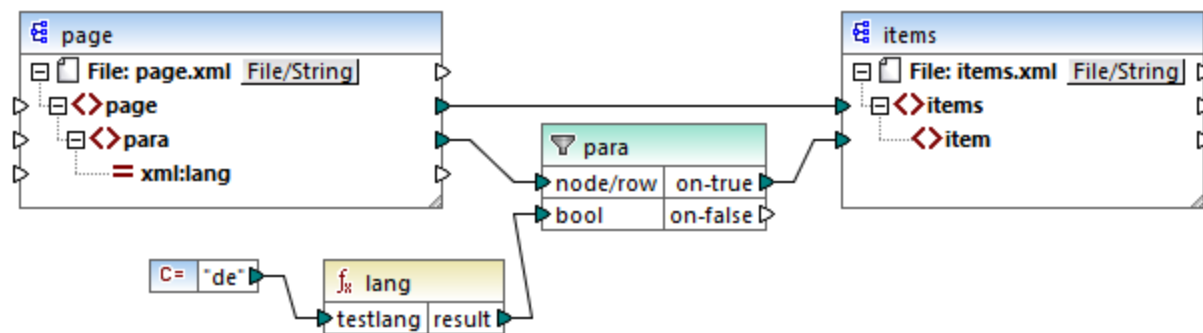 page
File: page.xml File/String
page
para
xml:lang
para
node/row on-true
bool on-false
C= "de"
fx lang
testlang result
items
File: items.xml File/String
items
item